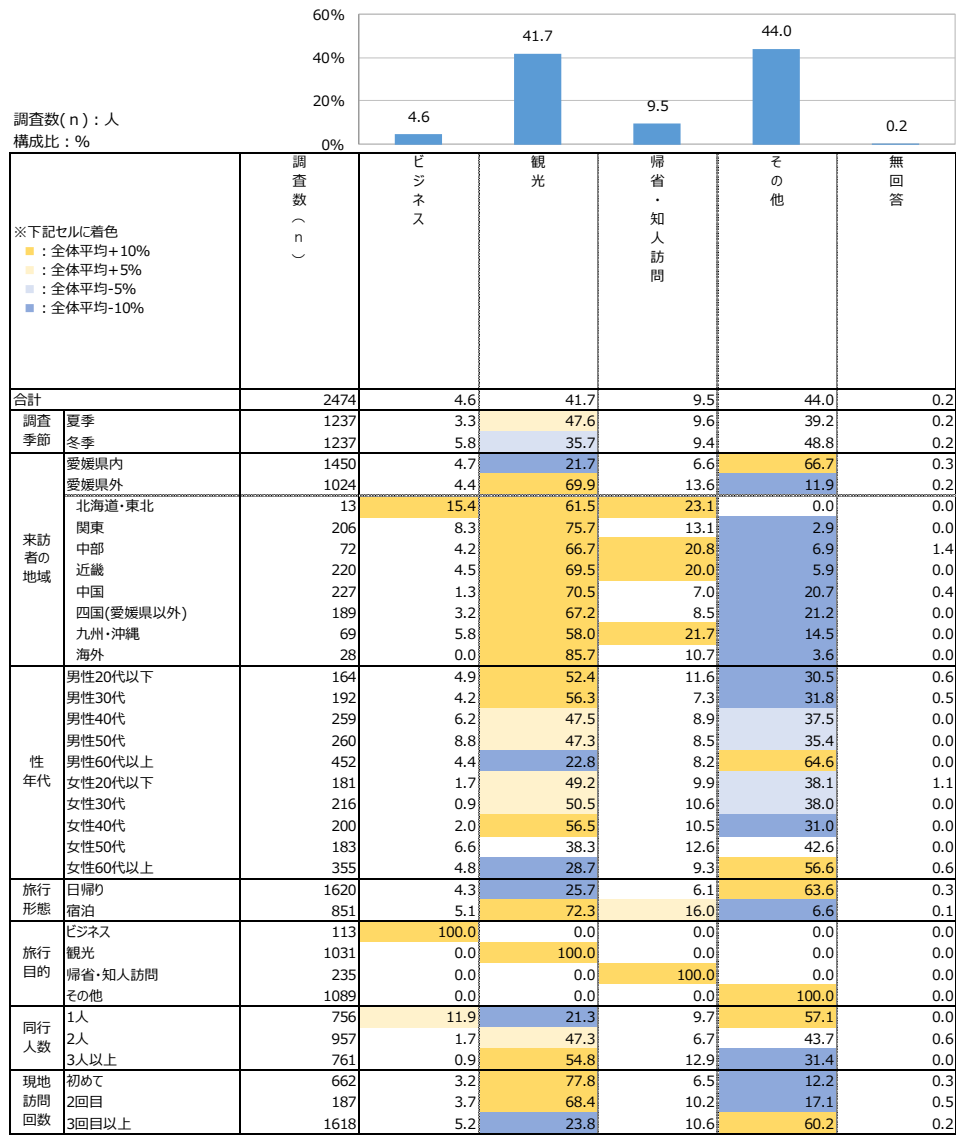 60%
40%
20%
0%
4.6
41.7
9.5
44.0
0.2
調査数(ｎ)：人
構成比：%
調査数（ｎ） ビジネス 観光 帰省・知人訪問 その他 無回答
※下記セルに着色
■：全体平均+10%
■：全体平均+5%
■：全体平均-5%
■：全体平均-10%
合計 2474 4.6 41.7 9.5 44.0 0.2
調査季節
夏季 1237 3.3 47.6 9.6 39.2 0.2
冬季 1237 5.8 35.7 9.4 48.8 0.2
来訪者の地域
愛媛県内 1450 4.7 21.7 6.6 66.7 0.3
愛媛県外 1024 4.4 69.9 13.6 11.9 0.2
北海道・東北 13 15.4 61.5 23.1 0.0 0.0
関東 206 8.3 75.7 13.1 2.9 0.0
中部 72 4.2 66.7 20.8 6.9 1.4
近畿 220 4.5 69.5 20.0 5.9 0.0
中国 227 1.3 70.5 7.0 20.7 0.4
四国(愛媛県以外) 189 3.2 67.2 8.5 21.2 0.0
九州・沖縄 69 5.8 58.0 21.7 14.5 0.0
海外 28 0.0 85.7 10.7 3.6 0.0
性年代
男性20代以下 164 4.9 52.4 11.6 30.5 0.6
男性30代 192 4.2 56.3 7.3 31.8 0.5
男性40代 259 6.2 47.5 8.9 37.5 0.0
男性50代 260 8.8 47.3 8.5 35.4 0.0
男性60代以上 452 4.4 22.8 8.2 64.6 0.0
女性20代以下 181 1.7 49.2 9.9 38.1 1.1
女性30代 216 0.9 50.5 10.6 38.0 0.0
女性40代 200 2.0 56.5 10.5 31.0 0.0
女性50代 183 6.6 38.3 12.6 42.6 0.0
女性60代以上 355 4.8 28.7 9.3 56.6 0.6
旅行形態
日帰り 1620 4.3 25.7 6.1 63.6 0.3
宿泊 851 5.1 72.3 16.0 6.6 0.1
旅行目的
ビジネス 113 100.0 0.0 0.0 0.0 0.0
観光 1031 0.0 100.0 0.0 0.0 0.0
帰省・知人訪問 235 0.0 0.0 100.0 0.0 0.0
その他 1089 0.0 0.0 0.0 100.0 0.0
同行人数
1人 756 11.9 21.3 9.7 57.1 0.0
2人 957 1.7 47.3 6.7 43.7 0.6
3人以上 761 0.9 54.8 12.9 31.4 0.0
現地訪問回数
初めて 662 3.2 77.8 6.5 12.2 0.3
2回目 187 3.7 68.4 10.2 17.1 0.5
3回目以上 1618 5.2 23.8 10.6 60.2 0.2